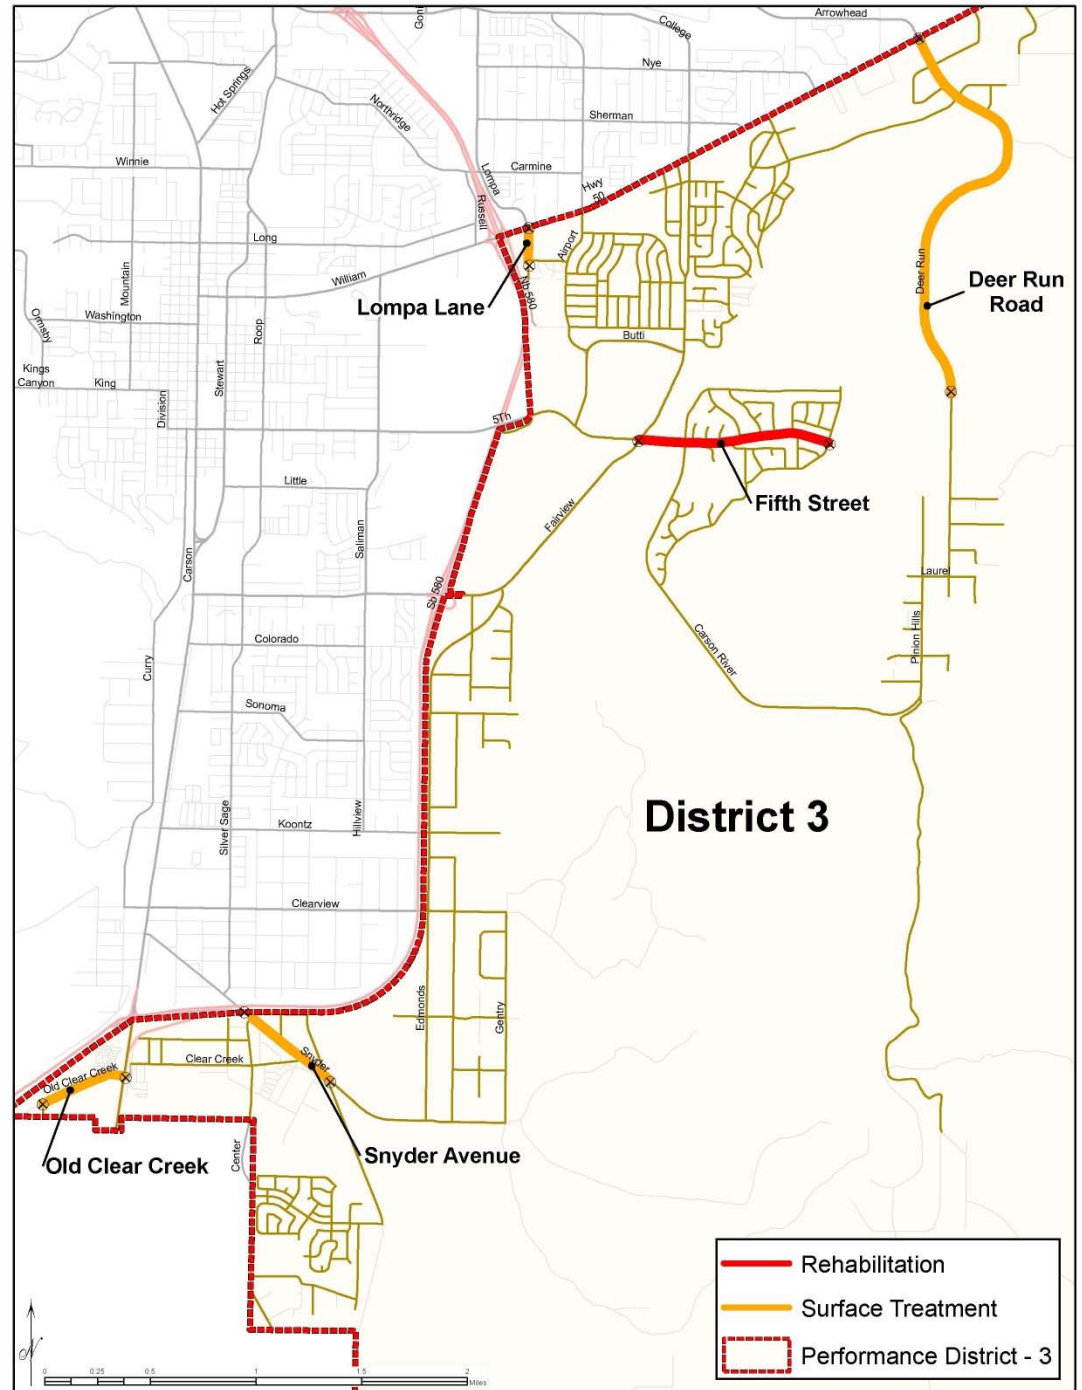 Goni
College
Arrowhead
Nye
Hot Springs
Northridge
Sherman
Winnie
Lompa
Carmine
Hwy
50
Russell
Long
Airport
Mountain
William
Nb 580
Deer Run
Deer Run
Road
Lompa Lane
Ormsby
Washington
Roop
Butti
Stewart
Kings
Canyon
King
Division
5Th
Fifth Street
Little
Saliman
Fairview
Carson
Sb 580
Laurel
Colorado
Curry
Carson River
Pinion Hills
Sonoma
District 3
Silver Sage
Koontz
Hillview
Clearview
Edmonds
Gentry
Clear Creek
Snyder
Old Clear Creek
Old Clear Creek
Center
Snyder Avenue
Rehabilitation
Surface Treatment
Performance District - 3
N
0 0.25 0.5 1 1.5 2
Miles